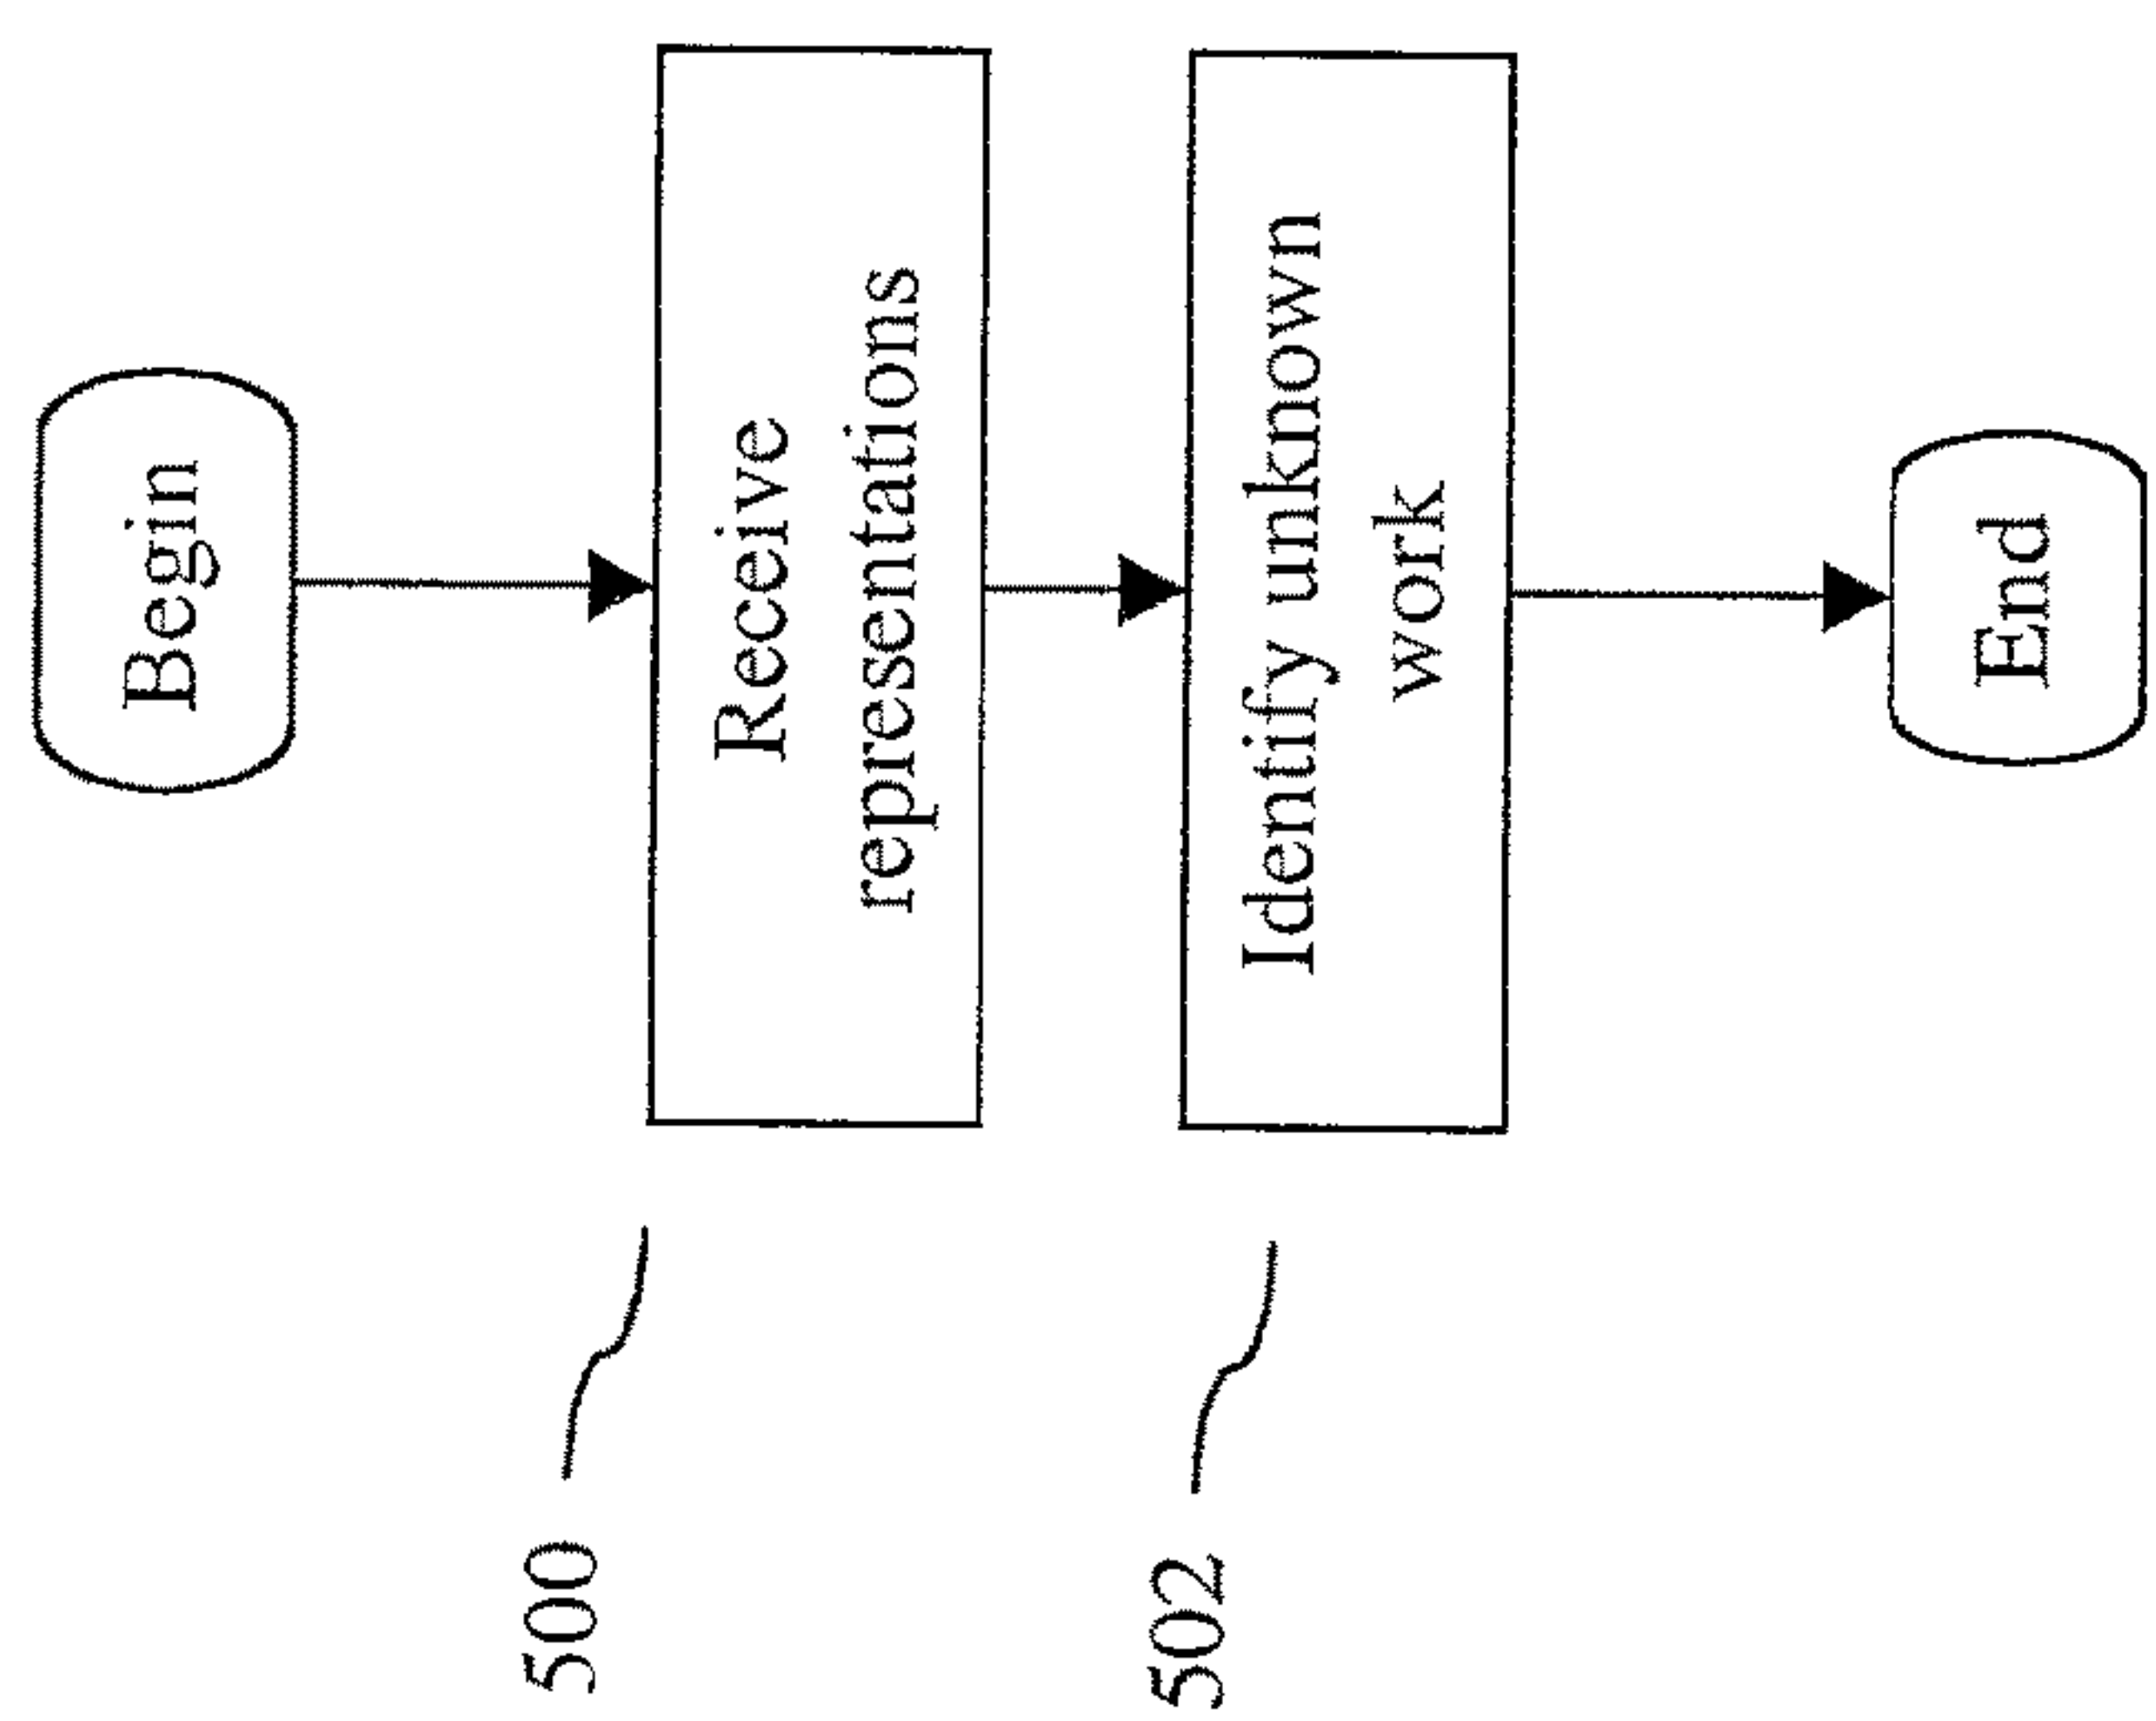 Begin
500
Receive
representations
502
Identify unknown
work
End